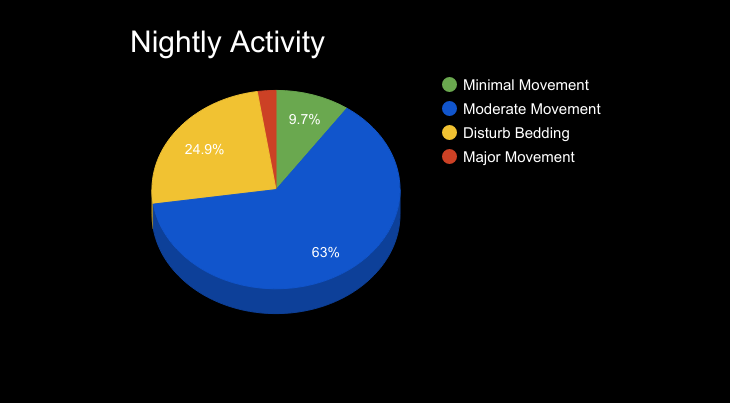 Nightly Activity
Minimal Movement
Moderate Movement
Disturb Bedding
Major Movement
9.7%
24.9%
63%